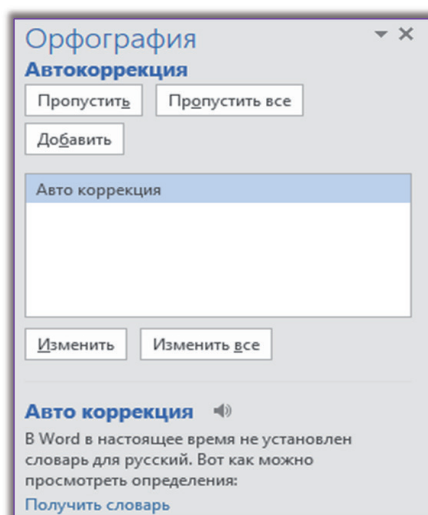 Орфография
Автокоррекция
Пропустить Пропустить все
Добавить
Авто коррекция
Изменить Изменить все
Авто коррекция
В Word в настоящее время не установлен
словарь для русский. Вот как можно
просмотреть определения:
Получить словарь